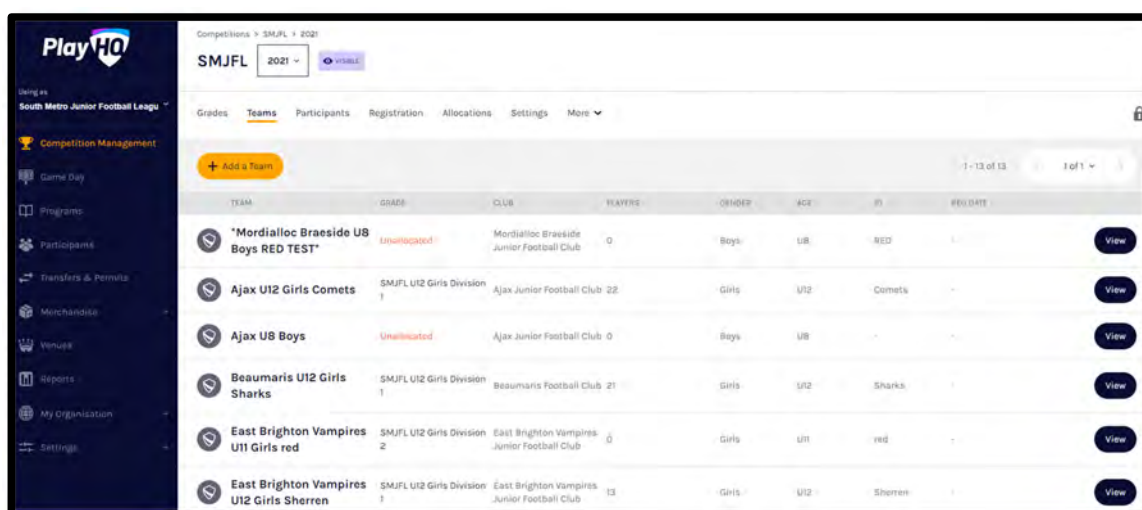 PlayHQ
Using as
South Metro Junior Football Leagu
Competition Management
Game Day
Programs
Participants
Transfers & Permits
Merchandise
Venues
Reports
My Organisation
Settings
Competitions > SMJFL > 2021
SMJFL 2021 VISIBLE
Grades Teams Participants Registration Allocations Settings More
+ Add a Team 1 - 13 of 13 1 of 1
TEAM GRADE CLUB PLAYERS GENDER AGE ID REG DATE
"Mordialloc Braeside U8 Boys RED TEST" Unallocated Mordialloc Braeside Junior Football Club 0 Boys U8 RED - View
Ajax U12 Girls Comets SMJFL U12 Girls Division 1 Ajax Junior Football Club 22 Girls U12 Comets - View
Ajax U8 Boys Unallocated Ajax Junior Football Club 0 Boys U8 - - View
Beaumaris U12 Girls Sharks SMJFL U12 Girls Division 1 Beaumaris Football Club 21 Girls U12 Sharks - View
East Brighton Vampires U11 Girls red SMJFL U12 Girls Division 2 East Brighton Vampires Junior Football Club 0 Girls U11 red - View
East Brighton Vampires U12 Girls Sherren SMJFL U12 Girls Division 1 East Brighton Vampires Junior Football Club 13 Girls U12 Sherren - View